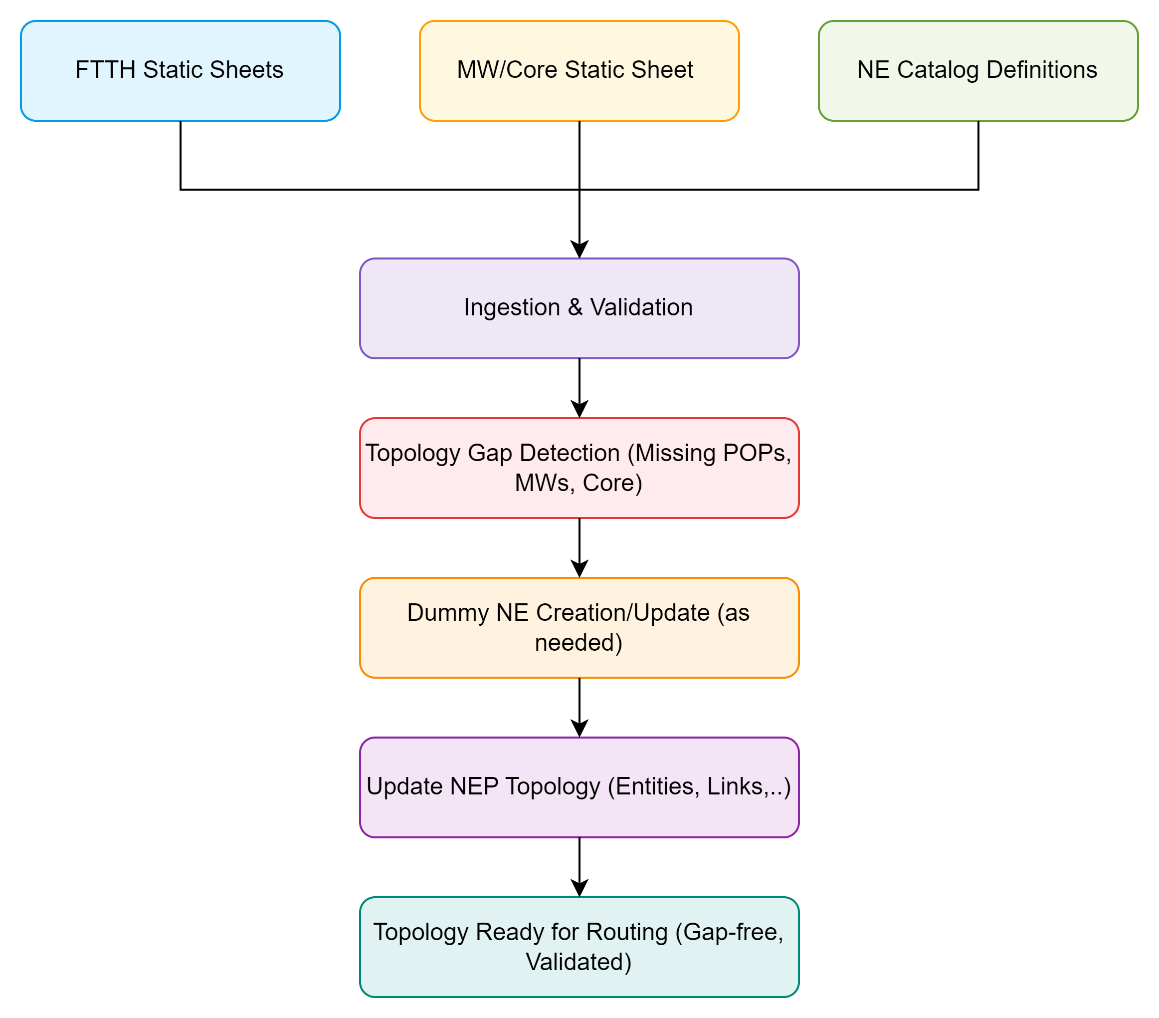 FTTH Static Sheets
MW/Core Static Sheet
NE Catalog Definitions
Ingestion & Validation
Topology Gap Detection (Missing POPs,
MWs, Core)
Dummy NE Creation/Update (as
needed)
Update NEP Topology (Entities, Links,..)
Topology Ready for Routing (Gap-free,
Validated)